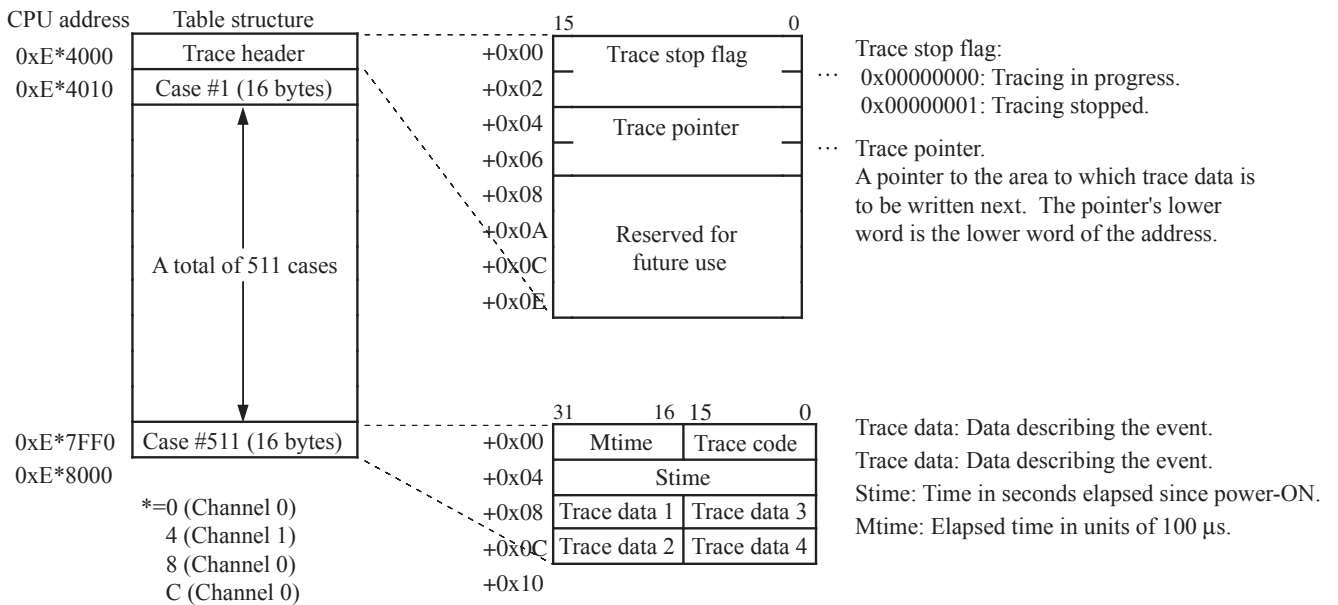 CPU address Table structure
0xE*4000 Trace header
0xE*4010 Case #1 (16 bytes)
A total of 511 cases
0xE*7FF0 Case #511 (16 bytes)
0xE*8000
*=0 (Channel 0)
4 (Channel 1)
8 (Channel 0)
C (Channel 0)
15 0
+0x00 Trace stop flag
+0x02
+0x04 Trace pointer
+0x06
+0x08
+0x0A Reserved for
+0x0C future use
+0x0E
… Trace stop flag:
0x00000000: Tracing in progress.
0x00000001: Tracing stopped.
… Trace pointer.
A pointer to the area to which trace data is
to be written next. The pointer's lower
word is the lower word of the address.
31 16 15 0
+0x00 Mtime Trace code
+0x04 Stime
+0x08 Trace data 1 Trace data 3
+0x0C Trace data 2 Trace data 4
+0x10
Trace data: Data describing the event.
Trace data: Data describing the event.
Stime: Time in seconds elapsed since power-ON.
Mtime: Elapsed time in units of 100 μs.